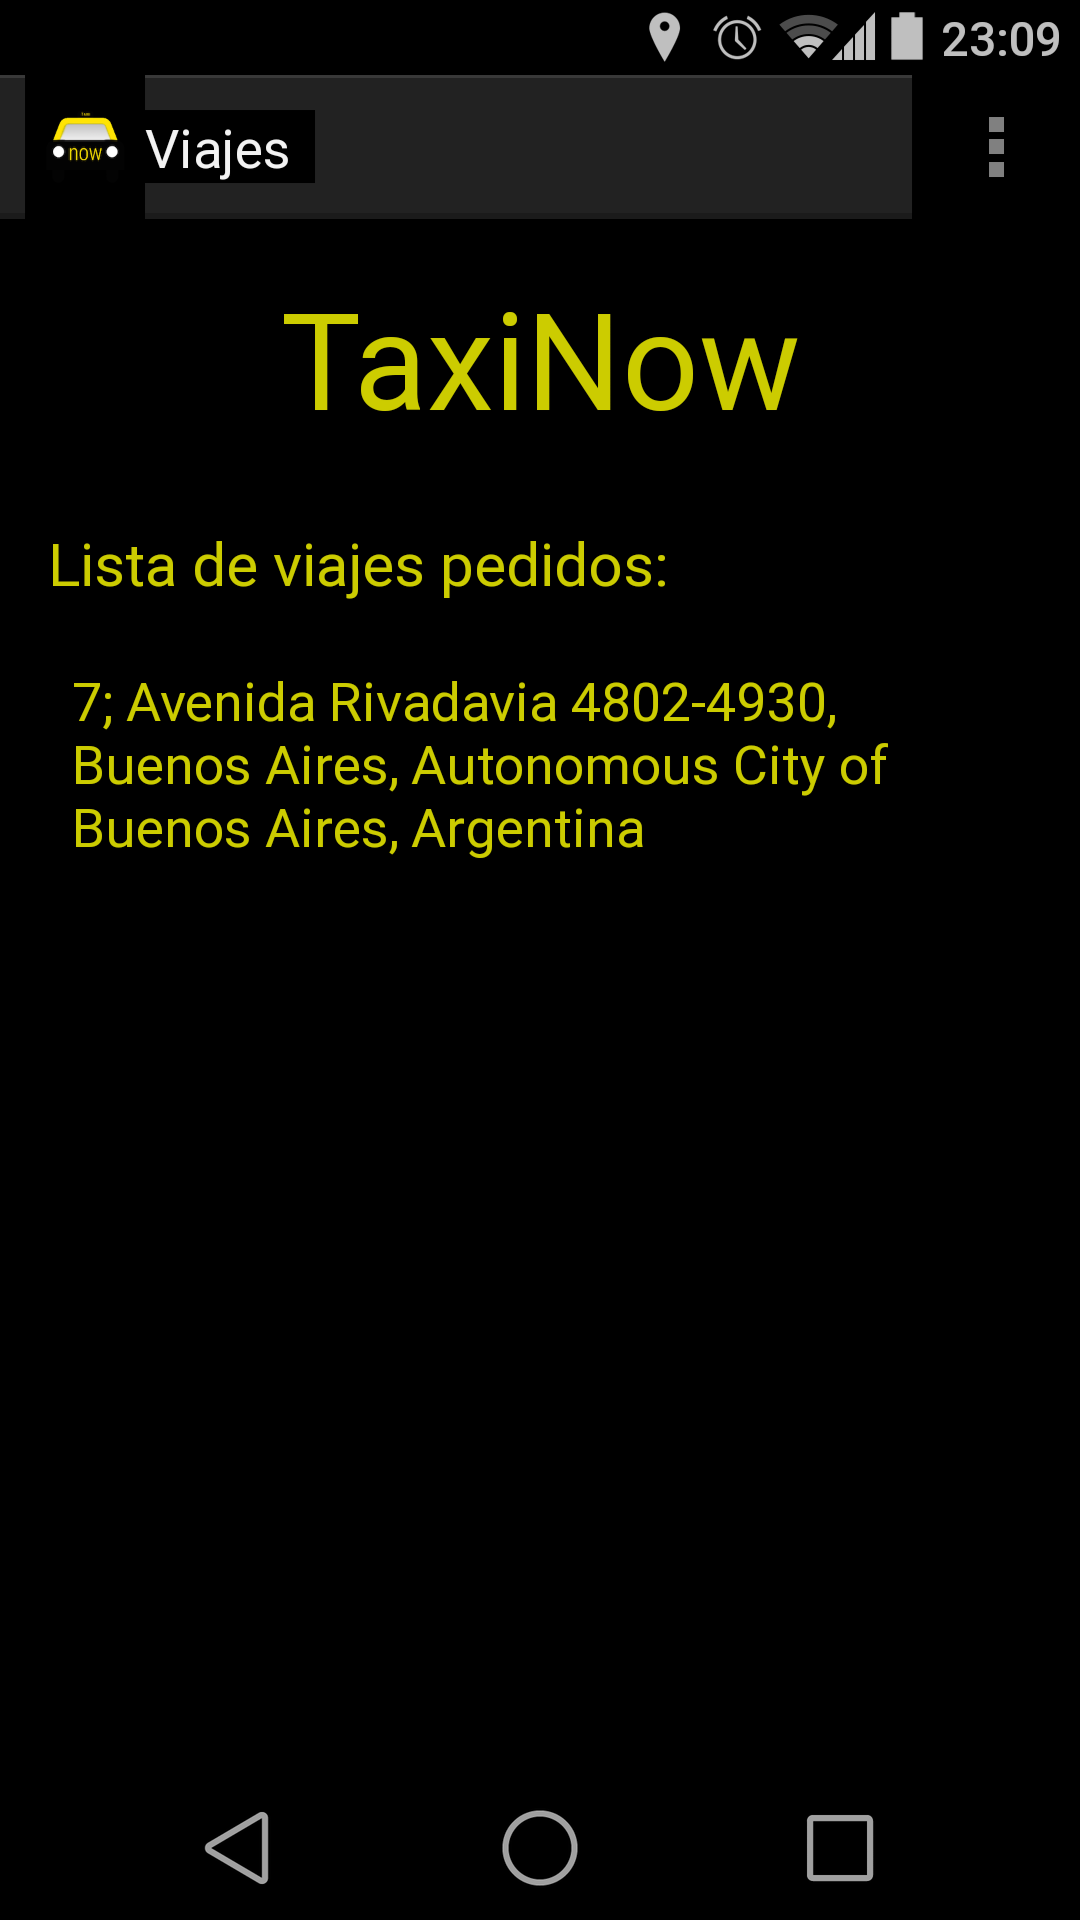 23:09
now
Viajes
TaxiNow
Lista de viajes pedidos:
7; Avenida Rivadavia 4802-4930,
Buenos Aires, Autonomous City of
Buenos Aires, Argentina